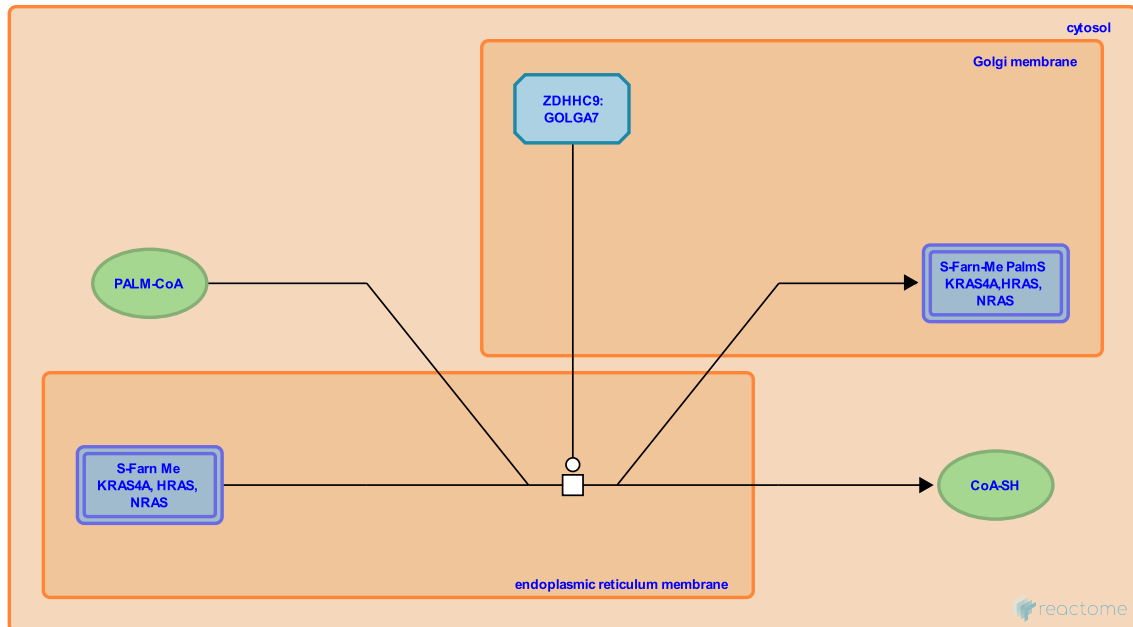 cytosol
Golgi membrane
ZDHHC9:
GOLGA7
PALM-CoA
S-Farn-Me PalmS
KRAS4A,HRAS,
NRAS
S-Farn Me
KRAS4A, HRAS,
NRAS
CoA-SH
endoplasmic reticulum membrane
reactome